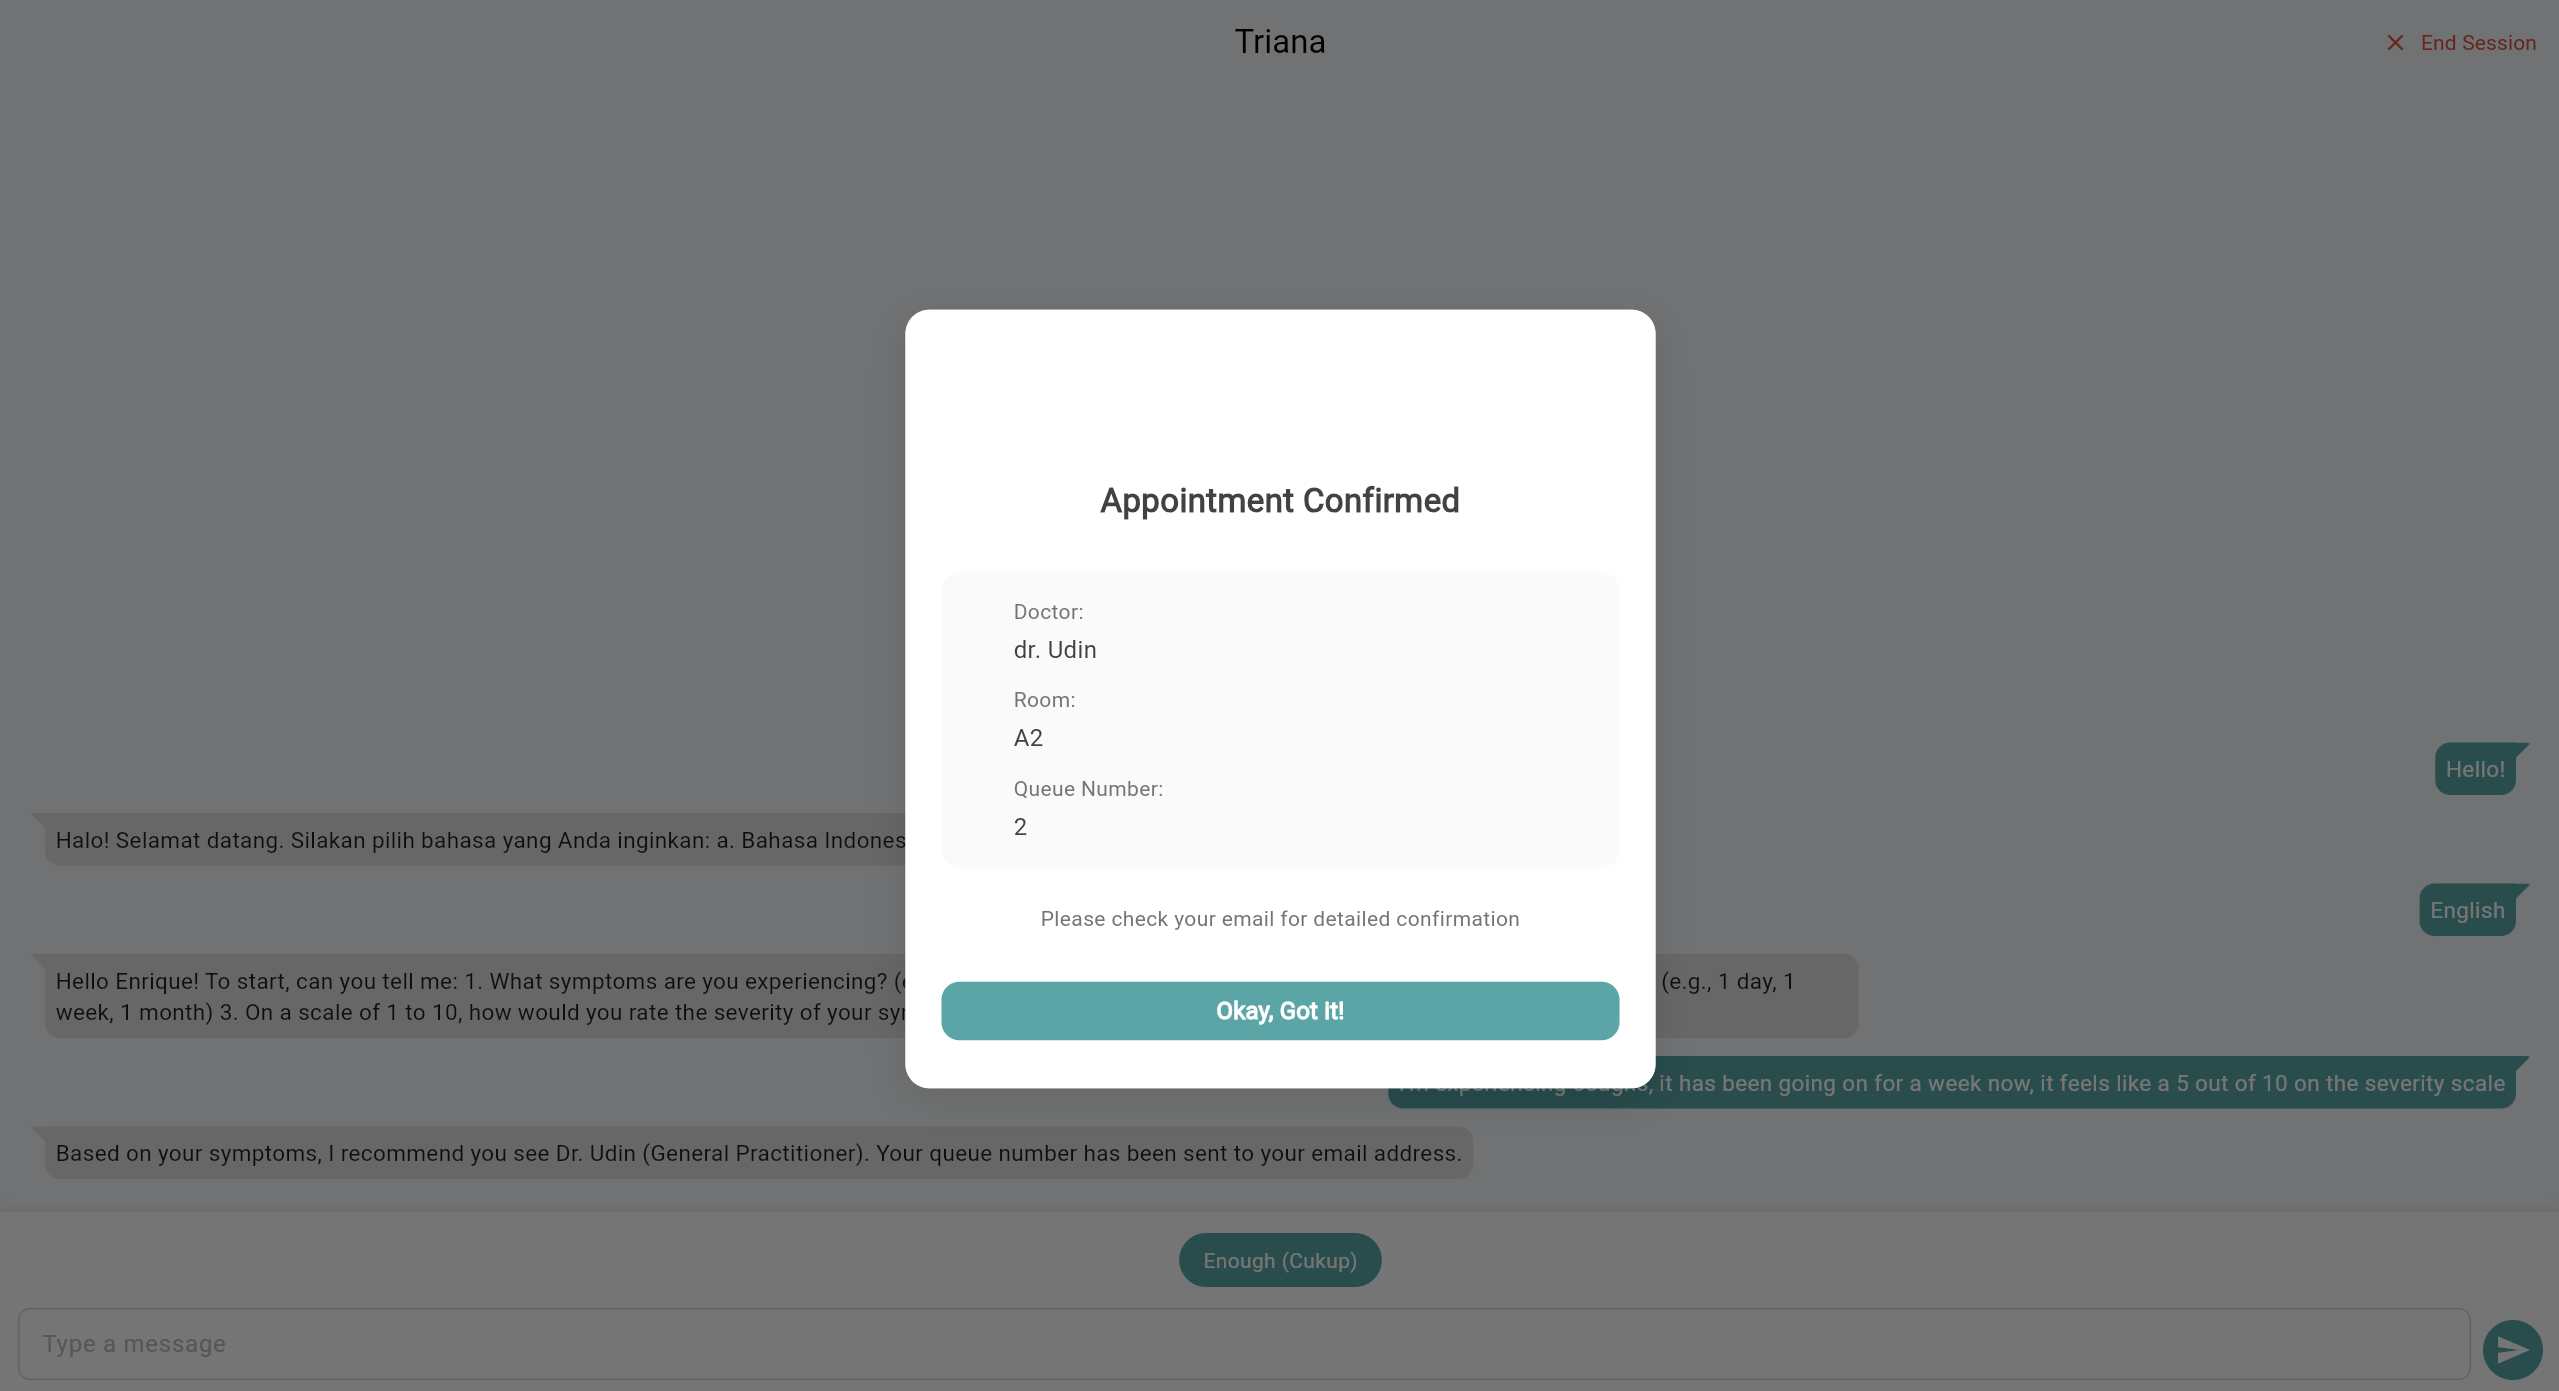 Triana
End Session
Appointment Confirmed
Doctor:
dr. Udin
Room:
A2
Queue Number:
2
Please check your email for detailed confirmation
Okay, Got it!
Hello!
Halo! Selamat datang. Silakan pilih bahasa yang Anda inginkan: a. Bahasa
English
Hello Enrique! To start, can you tell me: 1. What symptoms are you experiencing? (e.g., 1 day, 1
week, 1 month) 3. On a scale of 1 to 10, how would you rate the severity of your
I'm experiencing coughs, it has been going on for a week now, it feels like a 5 out of 10 on the severity scale
Based on your symptoms, I recommend you see Dr. Udin (General Practitioner). Your queue number has been sent to your email address.
Enough (Cukup)
Type a message